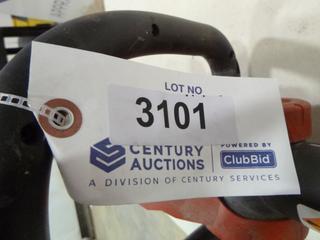 LOT NO.
3101
CENTURY
AUCTIONS
POWERED BY
ClubBid
A DIVISION OF CENTURY SERVICES